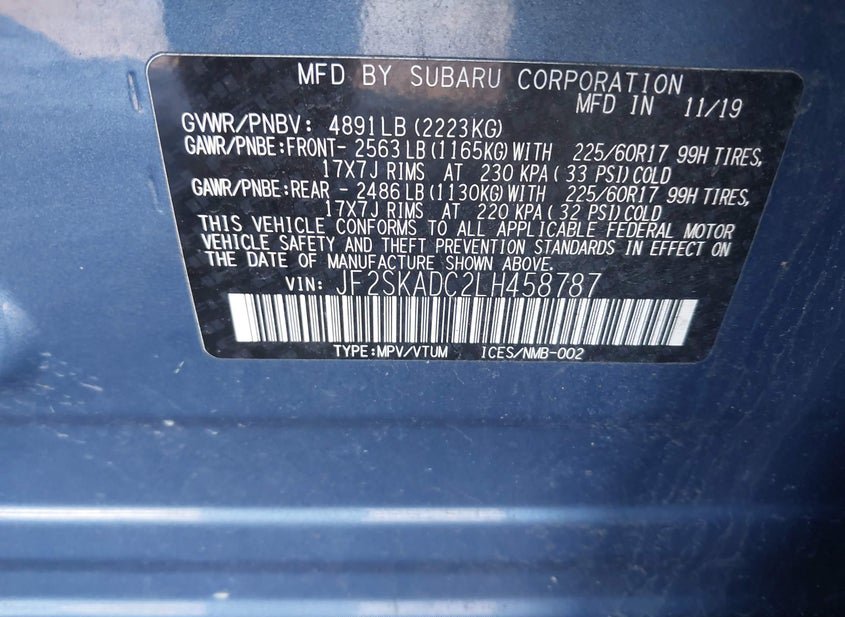 MFD BY SUBARU CORPORATION
MFD IN 11/19
GVWR/PNBV: 4891LB (2223KG)
GAWR/PNBE:FRONT- 2563LB (1165KG)WITH 225/60R17 99H TIRES,
17X7J RIMS AT 230 KPA( 33 PSI)COLD
GAWR/PNBE:REAR - 2486LB (1130KG)WITH 225/60R17 99H TIRES,
17X7J RIMS AT 220 KPA( 32 PSI)COLD
THIS VEHICLE CONFORMS TO ALL APPLICABLE FEDERAL MOTOR
VEHICLE SAFETY AND THEFT PREVENTION STANDARDS IN EFFECT ON
THE DATE OF MANUFACTURE SHOWN ABOVE.
VIN: JF2SKADC2LH458787
TYPE:MPV/VTUM ICES/NMB-002